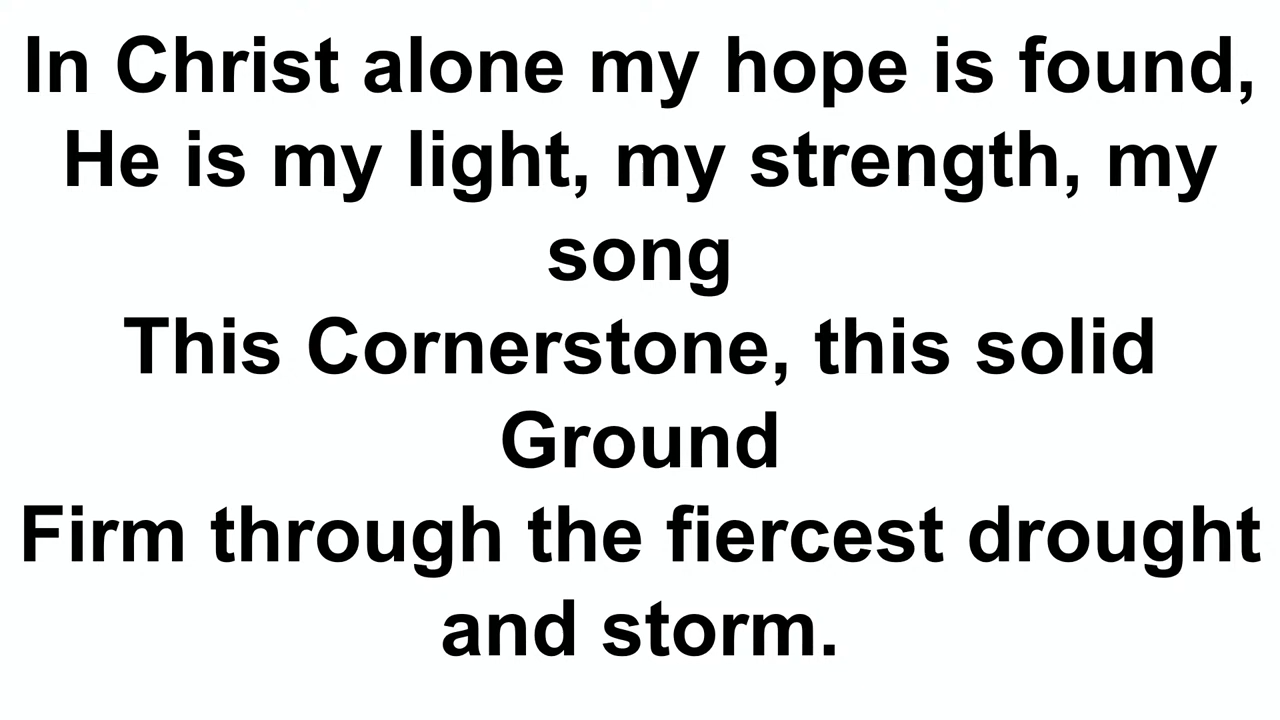 In Christ alone my hope is found,
He is my light, my strength, my
song
This Cornerstone, this solid
Ground
Firm through the fiercest drought
and storm.